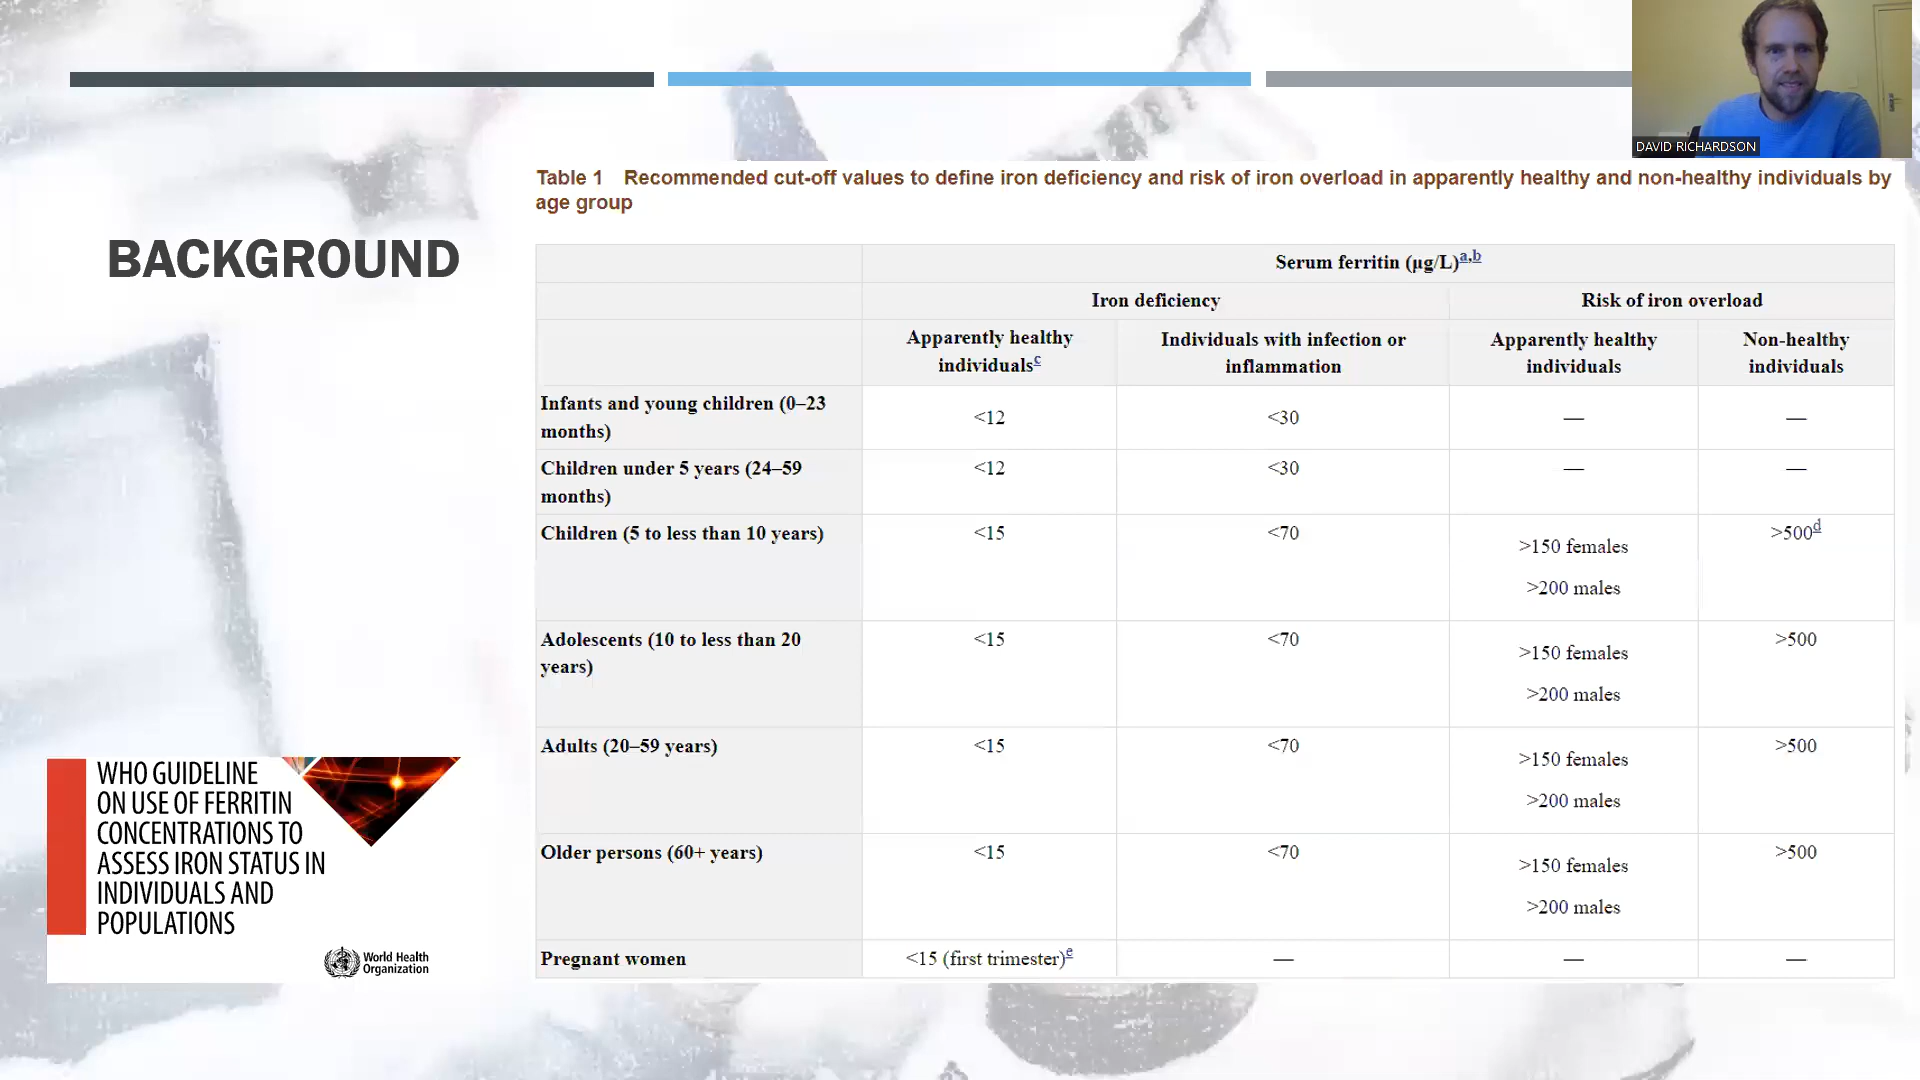 DAVID RICHARDSON
BACKGROUND
Table 1 Recommended cut-off values to define iron deficiency and risk of iron overload in apparently healthy and non-healthy individuals by
age group
Serum ferritin (µg/L)a,b
Iron deficiency Risk of iron overload
Apparently healthy
individualsc
Individuals with infection or
inflammation
Apparently healthy
individuals
Non-healthy
individuals
Infants and young children (0–23
months)
<12 <30 — —
Children under 5 years (24–59
months)
<12 <30 — —
Children (5 to less than 10 years) <15 <70
>150 females
>200 males
>500d
Adolescents (10 to less than 20
years)
<15 <70
>150 females
>200 males
>500
Adults (20–59 years) <15 <70
>150 females
>200 males
>500
Older persons (60+ years) <15 <70
>150 females
>200 males
>500
Pregnant women <15 (first trimester)e — — —
WHO GUIDELINE
ON USE OF FERRITIN
CONCENTRATIONS TO
ASSESS IRON STATUS IN
INDIVIDUALS AND
POPULATIONS
World Health
Organization